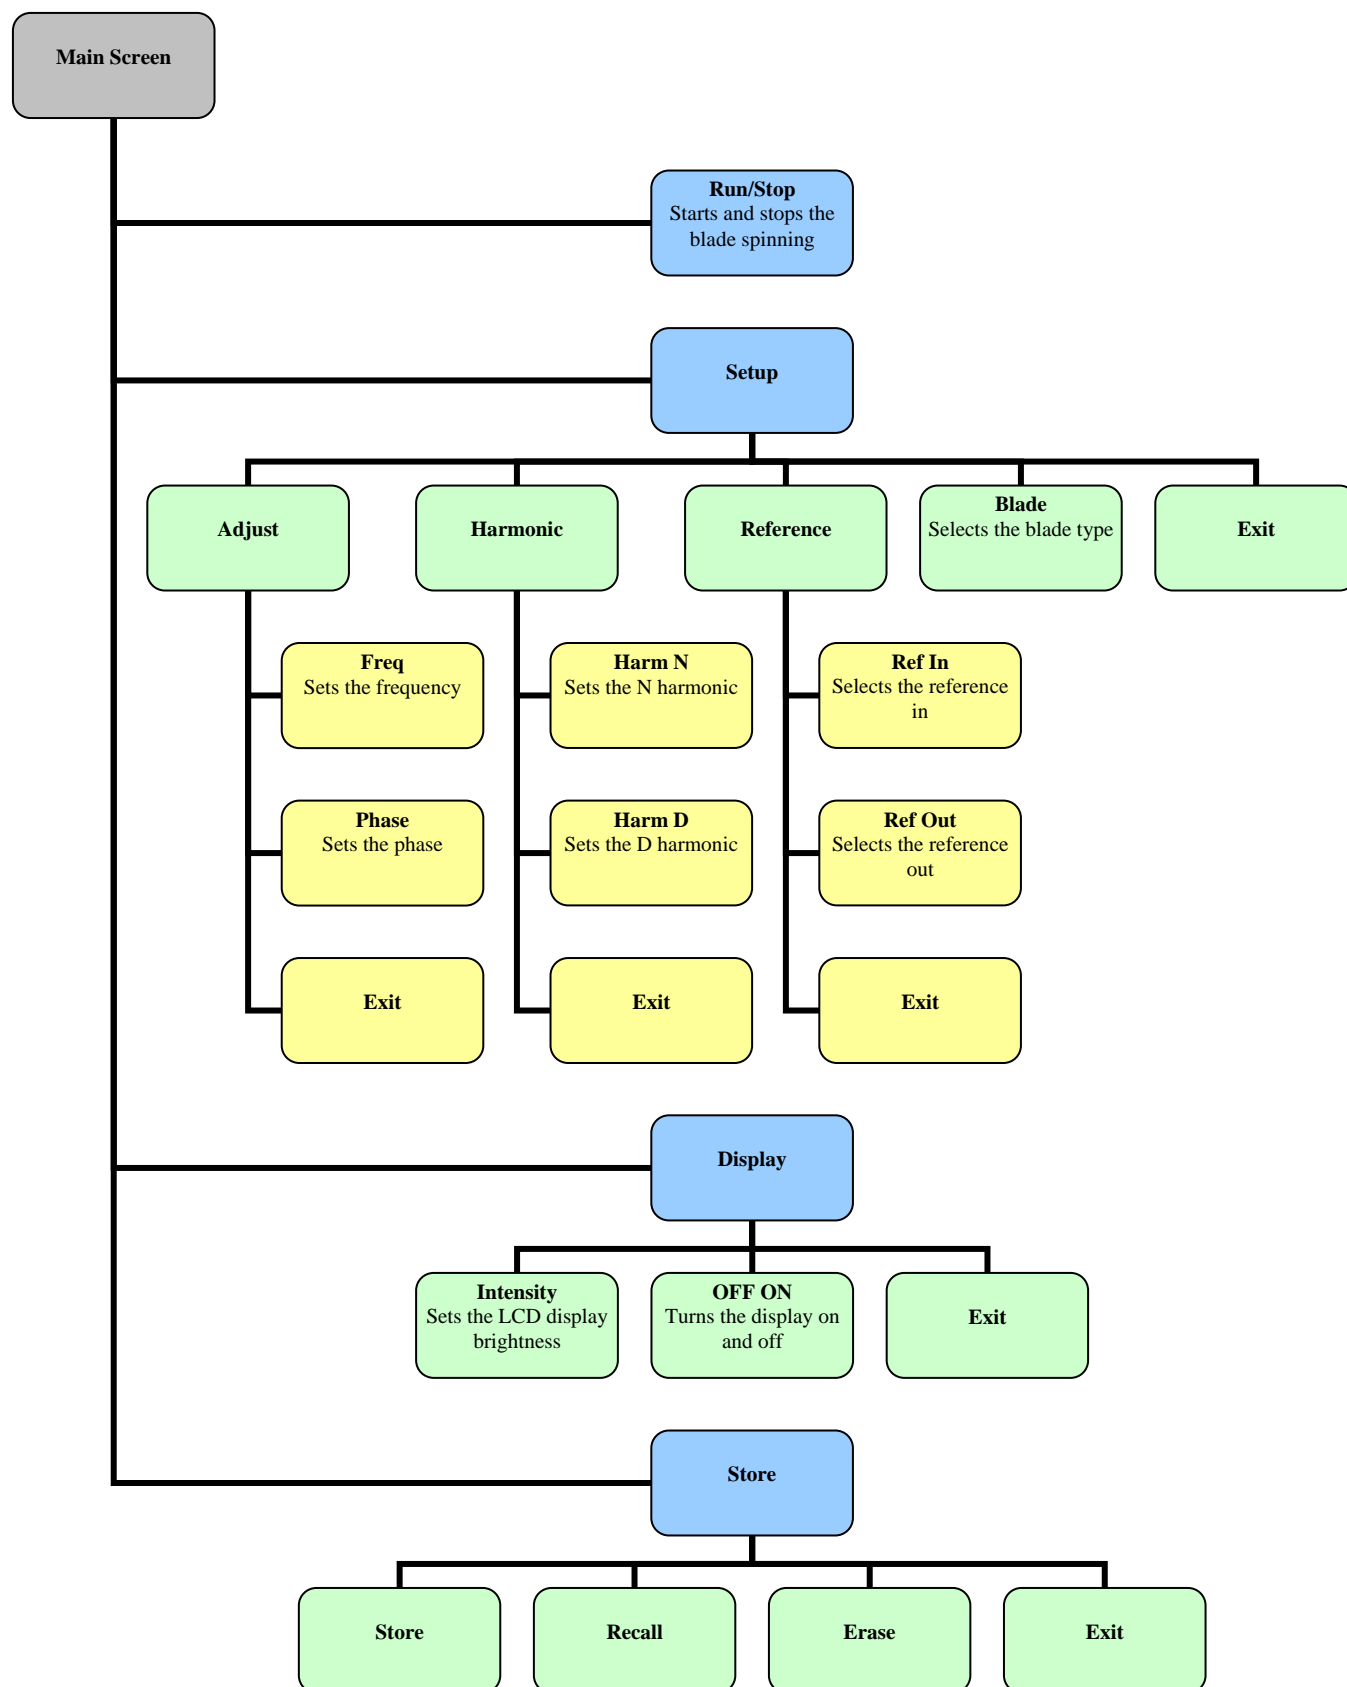 Main Screen
Run/Stop
Starts and stops the
blade spinning
Setup
Adjust
Harmonic
Reference
Blade
Selects the blade type
Exit
Freq
Sets the frequency
Harm N
Sets the N harmonic
Ref In
Selects the reference
in
Phase
Sets the phase
Harm D
Sets the D harmonic
Ref Out
Selects the reference
out
Exit
Exit
Exit
Display
Intensity
Sets the LCD display
brightness
OFF ON
Turns the display on
and off
Exit
Store
Store
Recall
Erase
Exit